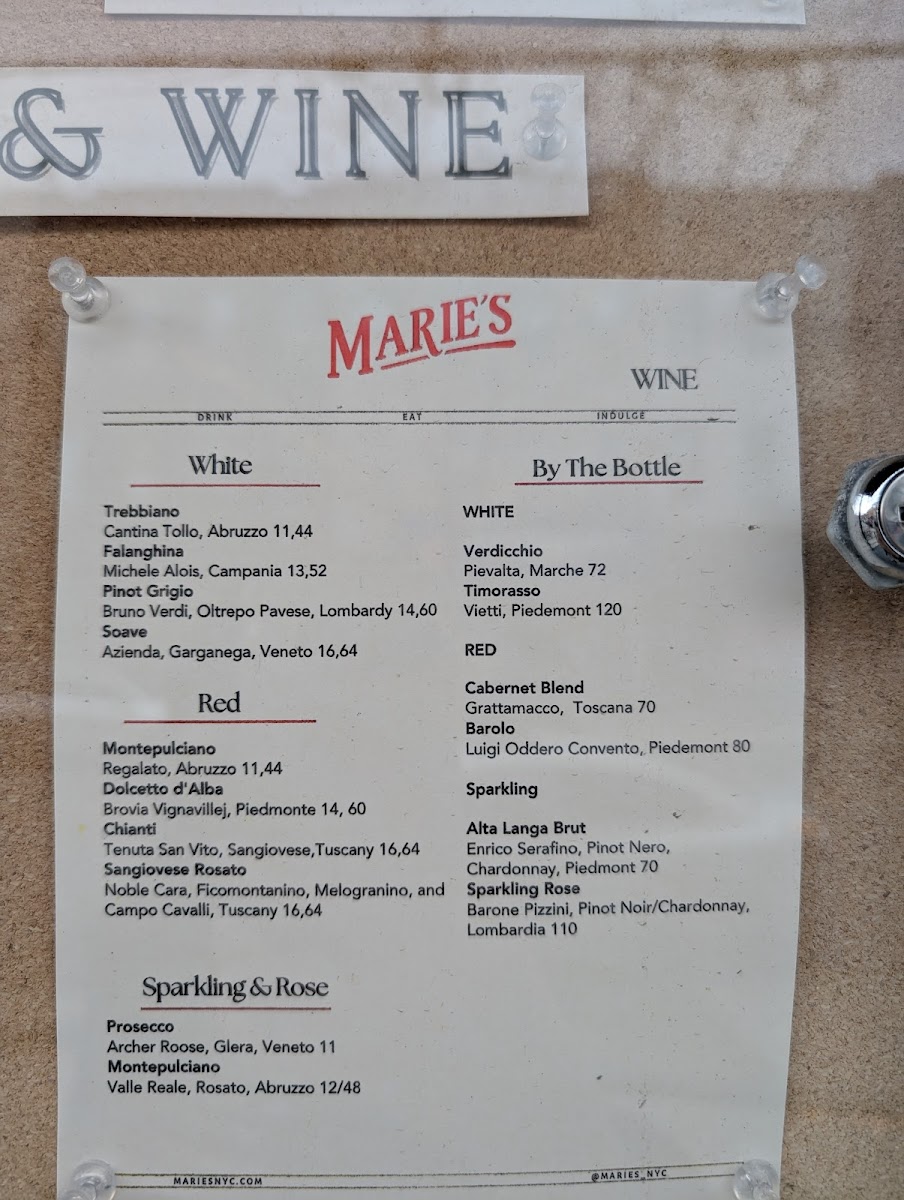 & WINE
MARIE'S
WINE
DRINK EAT INDULGE
White
Trebbiano
Cantina Tollo, Abruzzo 11,44
Falanghina
Michele Alois, Campania 13,52
Pinot Grigio
Bruno Verdi, Oltrepo Pavese, Lombardy 14,60
Soave
Azienda, Garganega, Veneto 16,64
Red
Montepulciano
Regalato, Abruzzo 11,44
Dolcetto d'Alba
Brovia Vignavillej, Piedmonte 14, 60
Chianti
Tenuta San Vito, Sangiovese,Tuscany 16,64
Sangiovese Rosato
Noble Cara, Ficomontanino, Melogranino, and
Campo Cavalli, Tuscany 16,64
Sparkling & Rose
Prosecco
Archer Roose, Glera, Veneto 11
Montepulciano
Valle Reale, Rosato, Abruzzo 12/48
By The Bottle
WHITE
Verdicchio
Pievalta, Marche 72
Timorasso
Vietti, Piedemont 120
RED
Cabernet Blend
Grattamacco, Toscana 70
Barolo
Luigi Oddero Convento, Piedemont 80
Sparkling
Alta Langa Brut
Enrico Serafino, Pinot Nero,
Chardonnay, Piedmont 70
Sparkling Rose
Barone Pizzini, Pinot Noir/Chardonnay,
Lombardia 110
MARIESNYC.COM
@MARIES_NYC